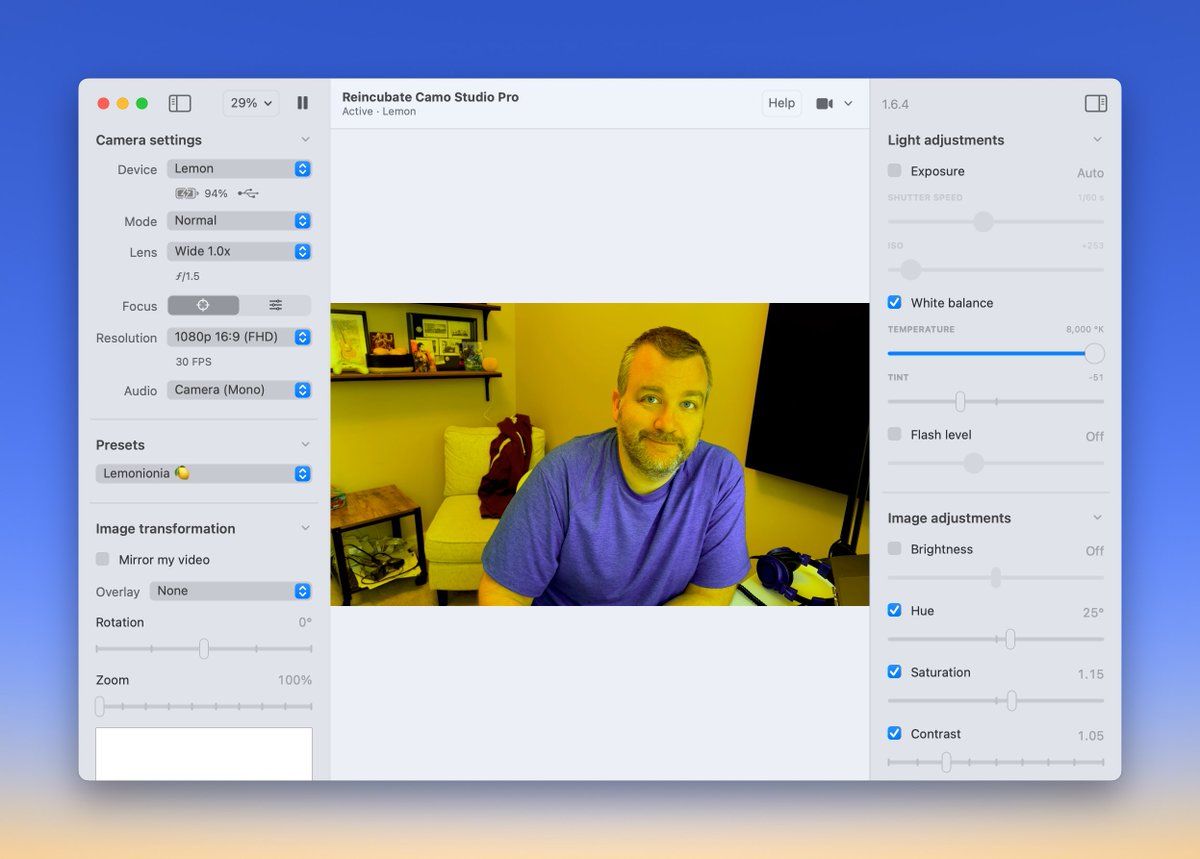 29%
Reincubate Camo Studio Pro
Active · Lemon
Help
1.6.4
Camera settings
Device Lemon
94%
Mode Normal
Lens Wide 1.0x
ƒ/1.5
Focus
Resolution 1080p 16:9 (FHD)
30 FPS
Audio Camera (Mono)
Presets
Lemonionia 🍋
Image transformation
Mirror my video
Overlay None
Rotation 0°
Zoom 100%
Light adjustments
Exposure Auto
SHUTTER SPEED 1/60 s
ISO +253
White balance
TEMPERATURE 8,000 °K
TINT -51
Flash level Off
Image adjustments
Brightness Off
Hue 25°
Saturation 1.15
Contrast 1.05